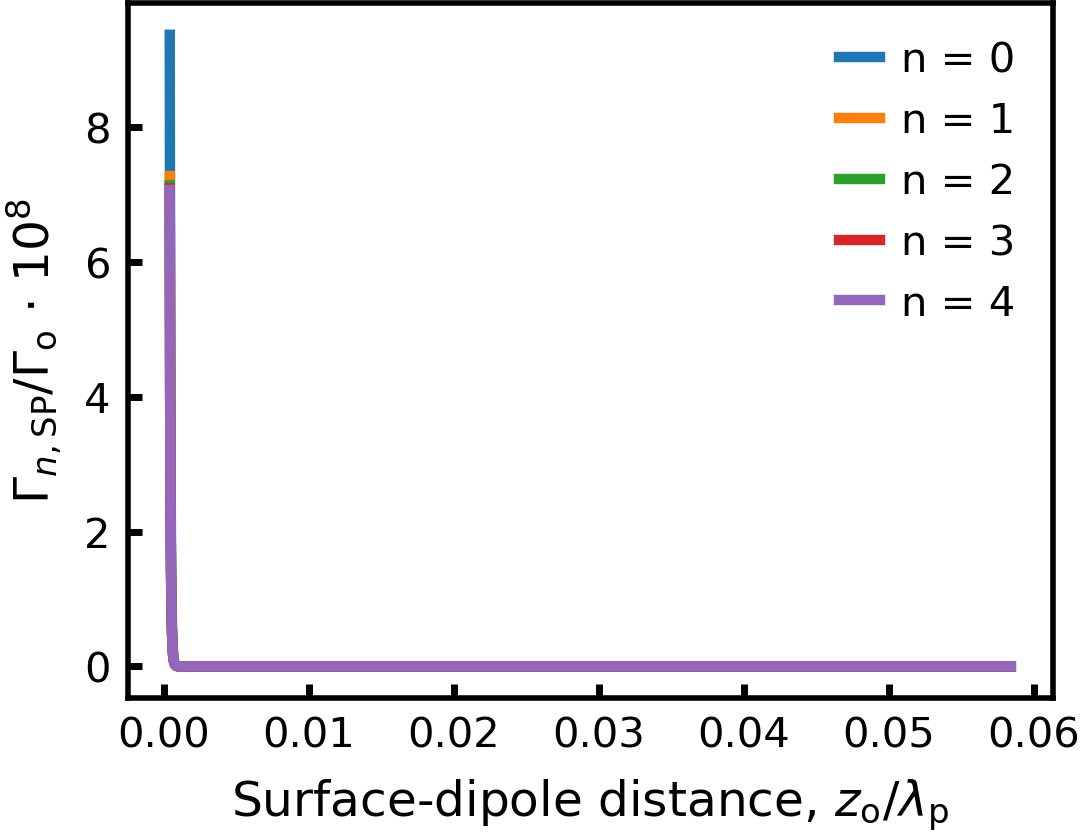 n = 0
n = 1
n = 2
n = 3
n = 4
8
6
4
2
0
Γn,SP/Γo · 10⁸
0.00 0.01 0.02 0.03 0.04 0.05 0.06
Surface-dipole distance, zo/λp